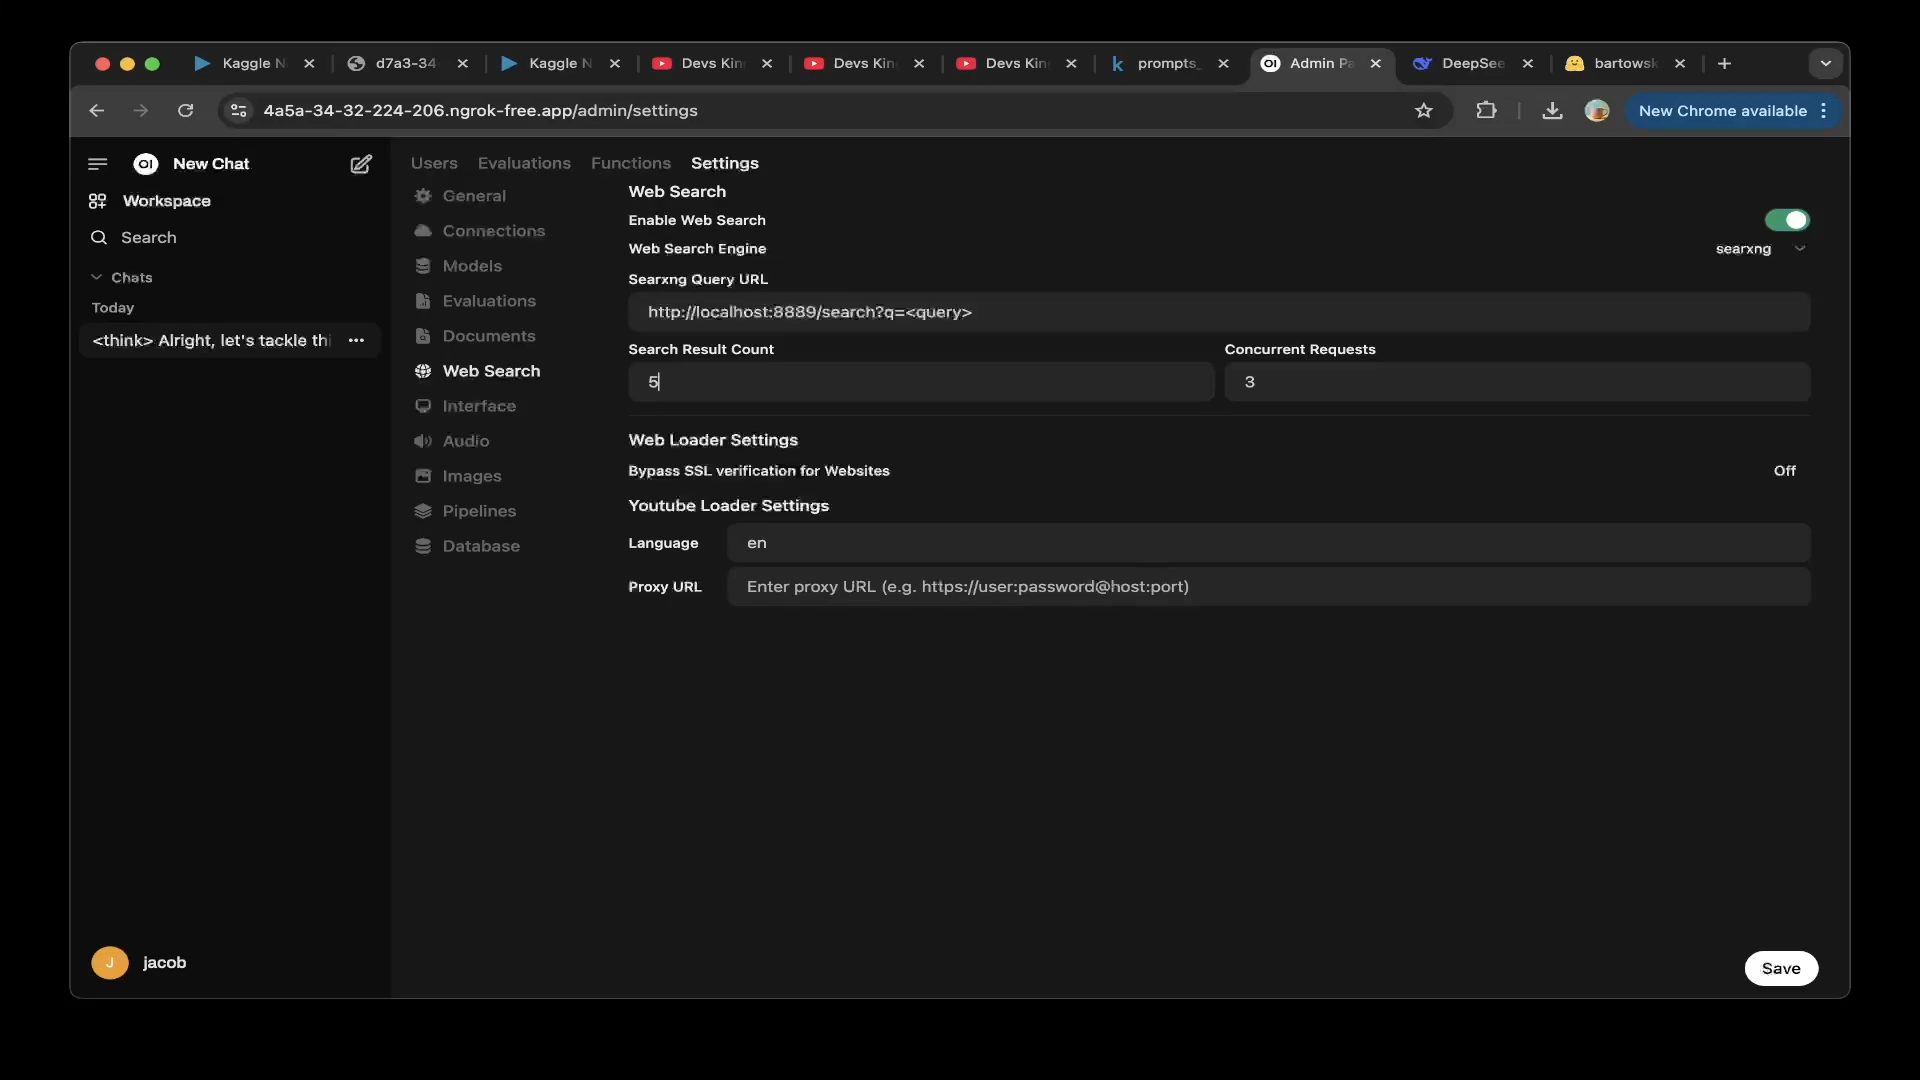 Kaggle N
d7a3-34
Kaggle N
Devs Kin
Devs Kin
Devs Kin
prompts_
OI Admin Pa
DeepSee
bartowsk
4a5a-34-32-224-206.ngrok-free.app/admin/settings
New Chrome available
OI New Chat
Workspace
Search
Chats
Today
<think> Alright, let's tackle thi
J jacob
Users Evaluations Functions Settings
General
Connections
Models
Evaluations
Documents
Web Search
Interface
Audio
Images
Pipelines
Database
Web Search
Enable Web Search
Web Search Engine searxng
Searxng Query URL
http://localhost:8889/search?q=<query>
Search Result Count Concurrent Requests
5 3
Web Loader Settings
Bypass SSL verification for Websites Off
Youtube Loader Settings
Language en
Proxy URL Enter proxy URL (e.g. https://user:password@host:port)
Save